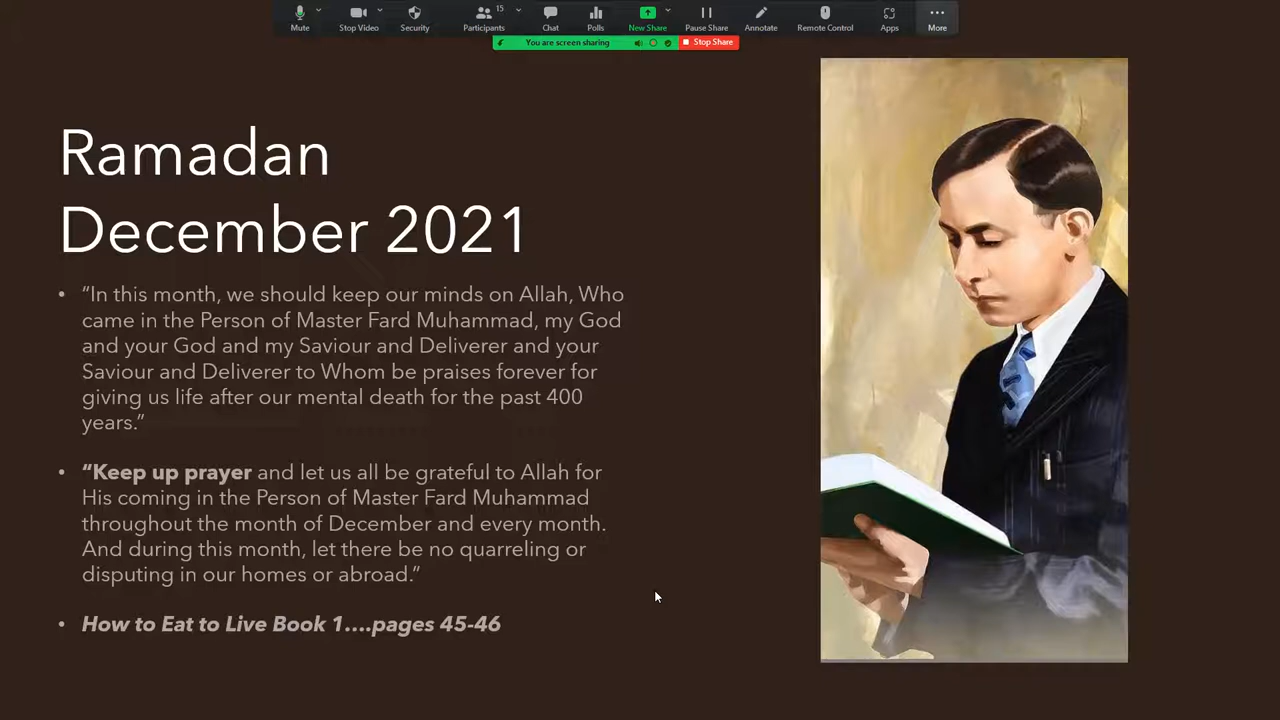 Mute
Stop Video
Security
15
Participants
Chat
Polls
New Share
Pause Share
Annotate
Remote Control
Apps
More
You are screen sharing
Stop Share
Ramadan
December 2021
• “In this month, we should keep our minds on Allah, Who
came in the Person of Master Fard Muhammad, my God
and your God and my Saviour and Deliverer and your
Saviour and Deliverer to Whom be praises forever for
giving us life after our mental death for the past 400
years.”
• “Keep up prayer and let us all be grateful to Allah for
His coming in the Person of Master Fard Muhammad
throughout the month of December and every month.
And during this month, let there be no quarreling or
disputing in our homes or abroad.”
• How to Eat to Live Book 1....pages 45-46